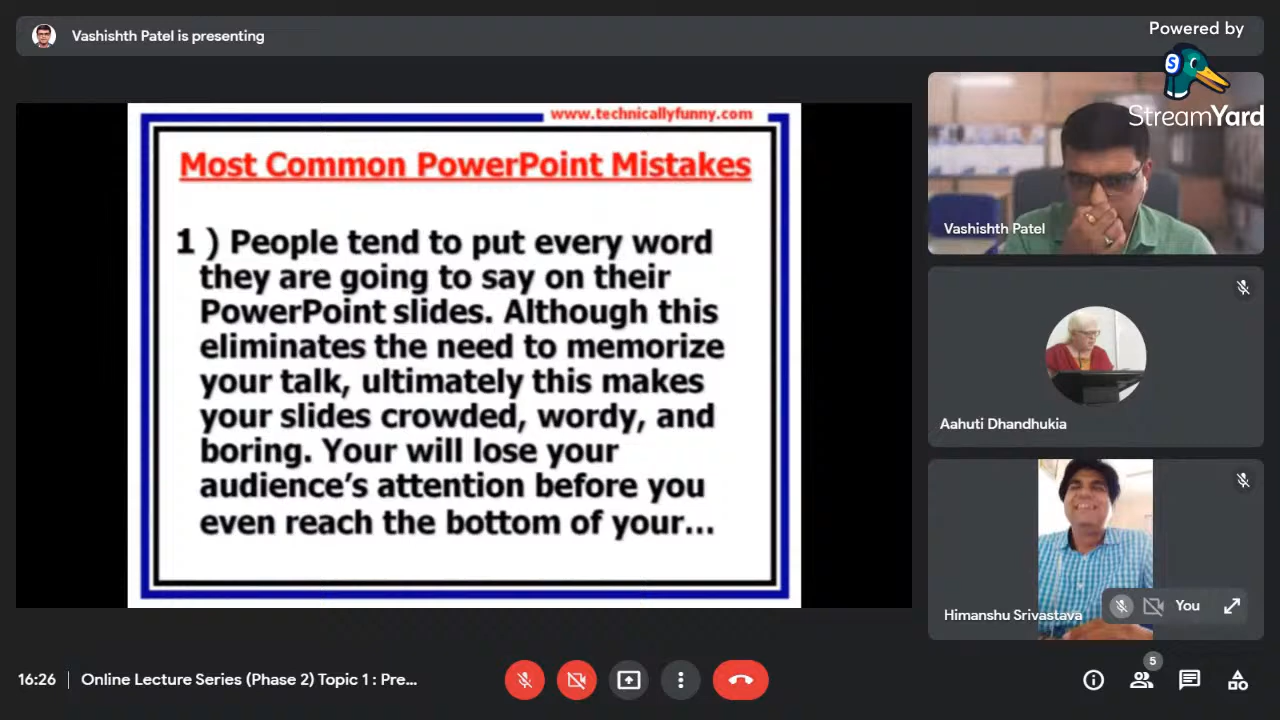 Vashishth Patel is presenting
Powered by
S
StreamYard
www.technicallyfunny.com
Most Common PowerPoint Mistakes
1 ) People tend to put every word
they are going to say on their
PowerPoint slides. Although this
eliminates the need to memorize
your talk, ultimately this makes
your slides crowded, wordy, and
boring. Your will lose your
audience's attention before you
even reach the bottom of your...
Vashishth Patel
Aahuti Dhandhukia
Himanshu Srivastava
You
16:26
Online Lecture Series (Phase 2) Topic 1 : Pre...
5